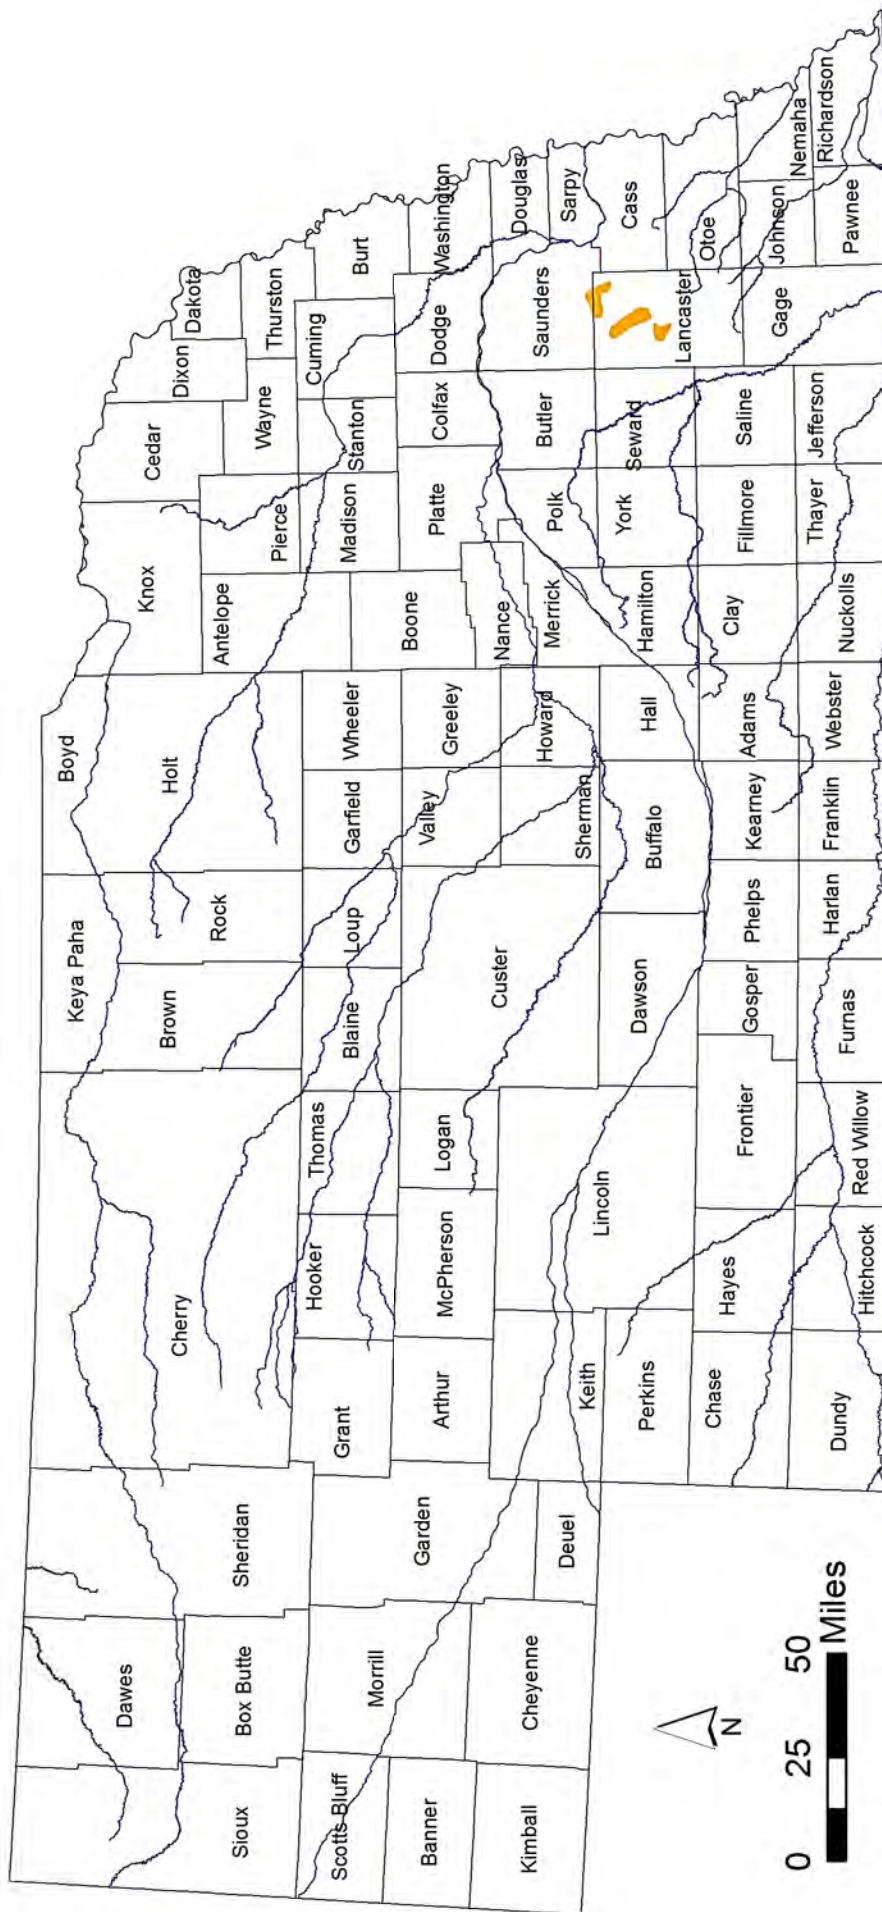 Boyd
Keya Paha
Dawes
Cherry
Brown
Holt
Knox
Cedar
Dixon
Dakota
Sioux
Box Butte
Sheridan
Rock
Antelope
Pierce
Wayne
Thurston
Hooker
Thomas
Grant
Blaine
Loup
Garfield
Wheeler
Madison
Stanton
Cuming
Burt
Scotts Bluff
Morrill
Garden
Arthur
McPherson
Logan
Custer
Valley
Greeley
Boone
Platte
Colfax
Dodge
Washington
Banner
Nance
Kimball
Cheyenne
Deuel
Keith
Lincoln
Sherman
Howard
Merrick
Polk
Butler
Saunders
Douglas
Sarpy
Perkins
Dawson
Buffalo
Hall
Hamilton
York
Seward
Lancaster
Cass
Otoe
Chase
Hayes
Frontier
Gosper
Phelps
Kearney
Adams
Clay
Fillmore
Saline
Gage
Johnson
Nemaha
Dundy
Hitchcock
Red Willow
Furnas
Harlan
Franklin
Webster
Nuckolls
Thayer
Jefferson
Pawnee
Richardson
N
0 25 50
Miles